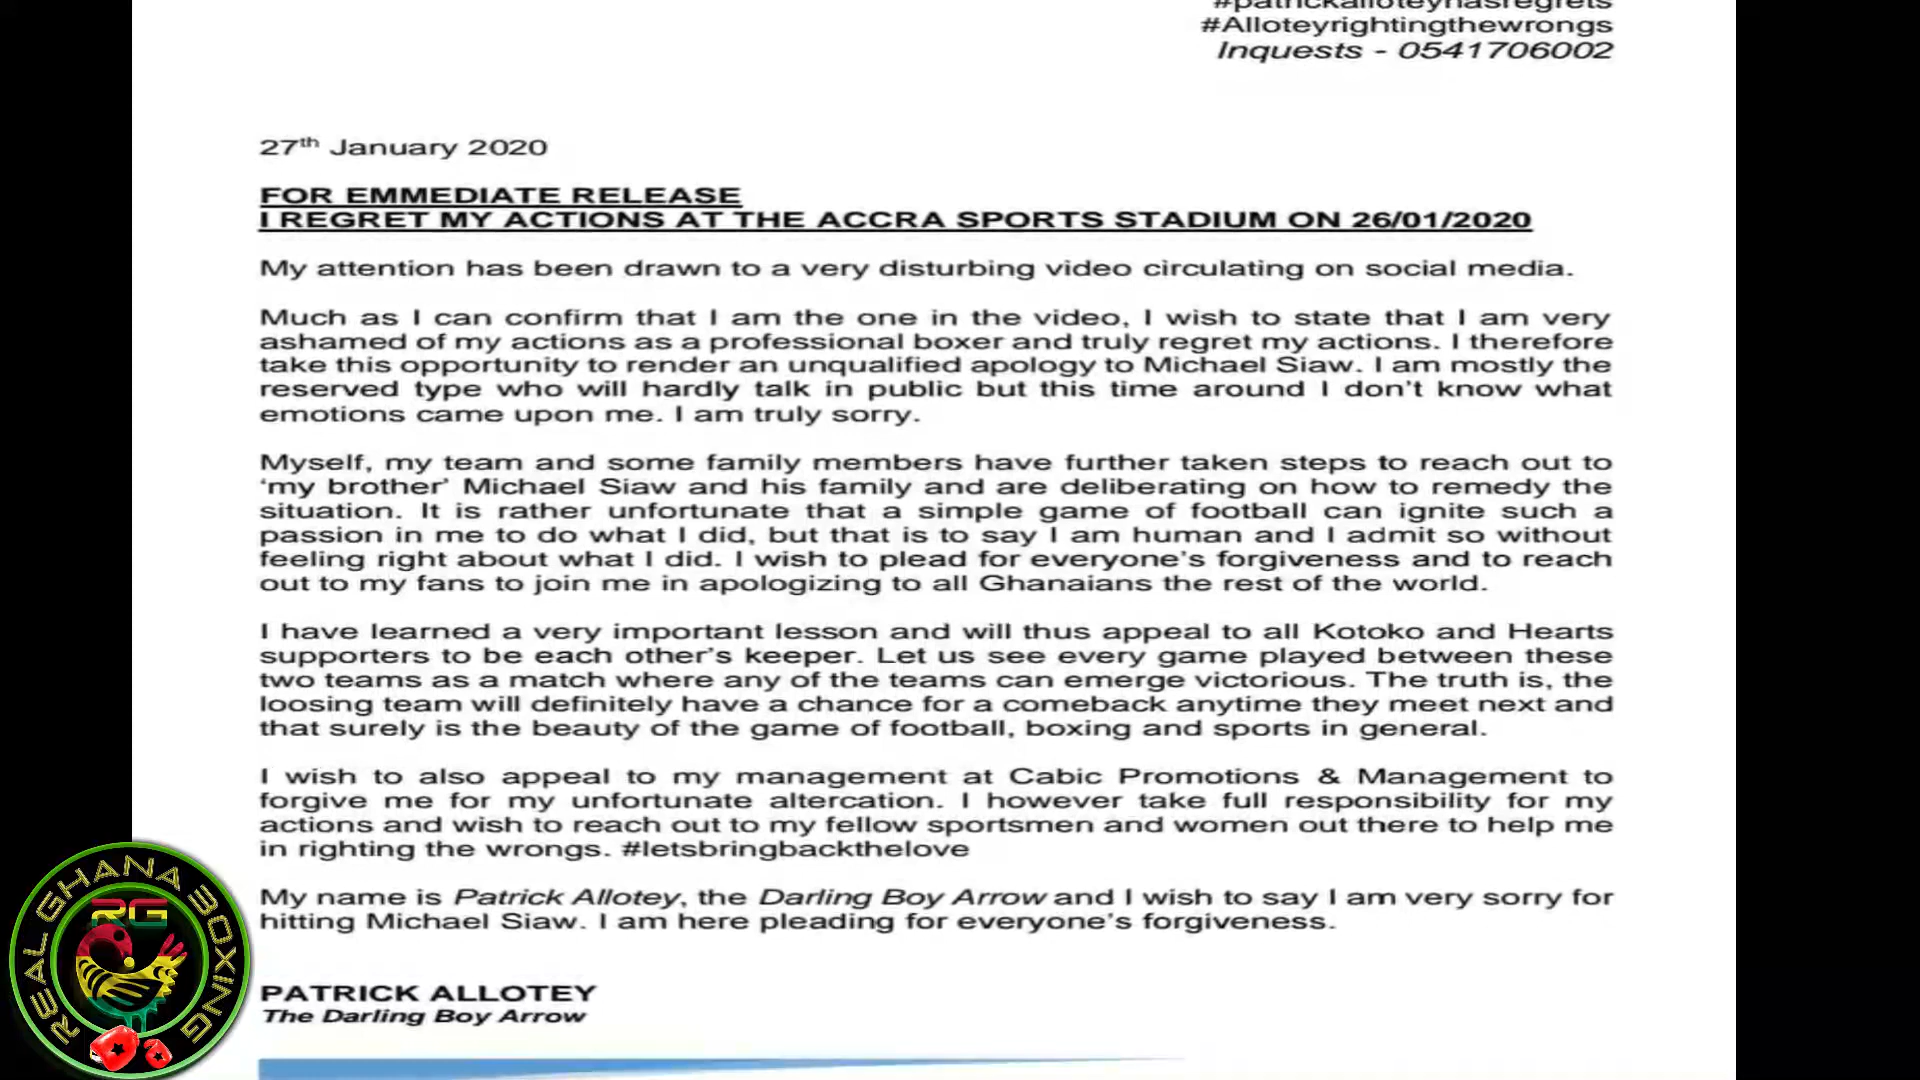 #patrickalloteyhasregrets
#Alloteyrightingthewrongs
Inquests - 0541706002
27th January 2020
FOR EMMEDIATE RELEASE
I REGRET MY ACTIONS AT THE ACCRA SPORTS STADIUM ON 26/01/2020
My attention has been drawn to a very disturbing video circulating on social media.
Much as I can confirm that I am the one in the video, I wish to state that I am very
ashamed of my actions as a professional boxer and truly regret my actions. I therefore
take this opportunity to render an unqualified apology to Michael Siaw. I am mostly the
reserved type who will hardly talk in public but this time around I don't know what
emotions came upon me. I am truly sorry.
Myself, my team and some family members have further taken steps to reach out to
‘my brother’ Michael Siaw and his family and are deliberating on how to remedy the
situation. It is rather unfortunate that a simple game of football can ignite such a
passion in me to do what I did, but that is to say I am human and I admit so without
feeling right about what I did. I wish to plead for everyone’s forgiveness and to reach
out to my fans to join me in apologizing to all Ghanaians the rest of the world.
I have learned a very important lesson and will thus appeal to all Kotoko and Hearts
supporters to be each other’s keeper. Let us see every game played between these
two teams as a match where any of the teams can emerge victorious. The truth is, the
loosing team will definitely have a chance for a comeback anytime they meet next and
that surely is the beauty of the game of football, boxing and sports in general.
I wish to also appeal to my management at Cabic Promotions & Management to
forgive me for my unfortunate altercation. I however take full responsibility for my
actions and wish to reach out to my fellow sportsmen and women out there to help me
in righting the wrongs. #letsbringbackthelove
My name is Patrick Allotey, the Darling Boy Arrow and I wish to say I am very sorry for
hitting Michael Siaw. I am here pleading for everyone’s forgiveness.
PATRICK ALLOTEY
The Darling Boy Arrow
REAL GHANA BOXING
RG